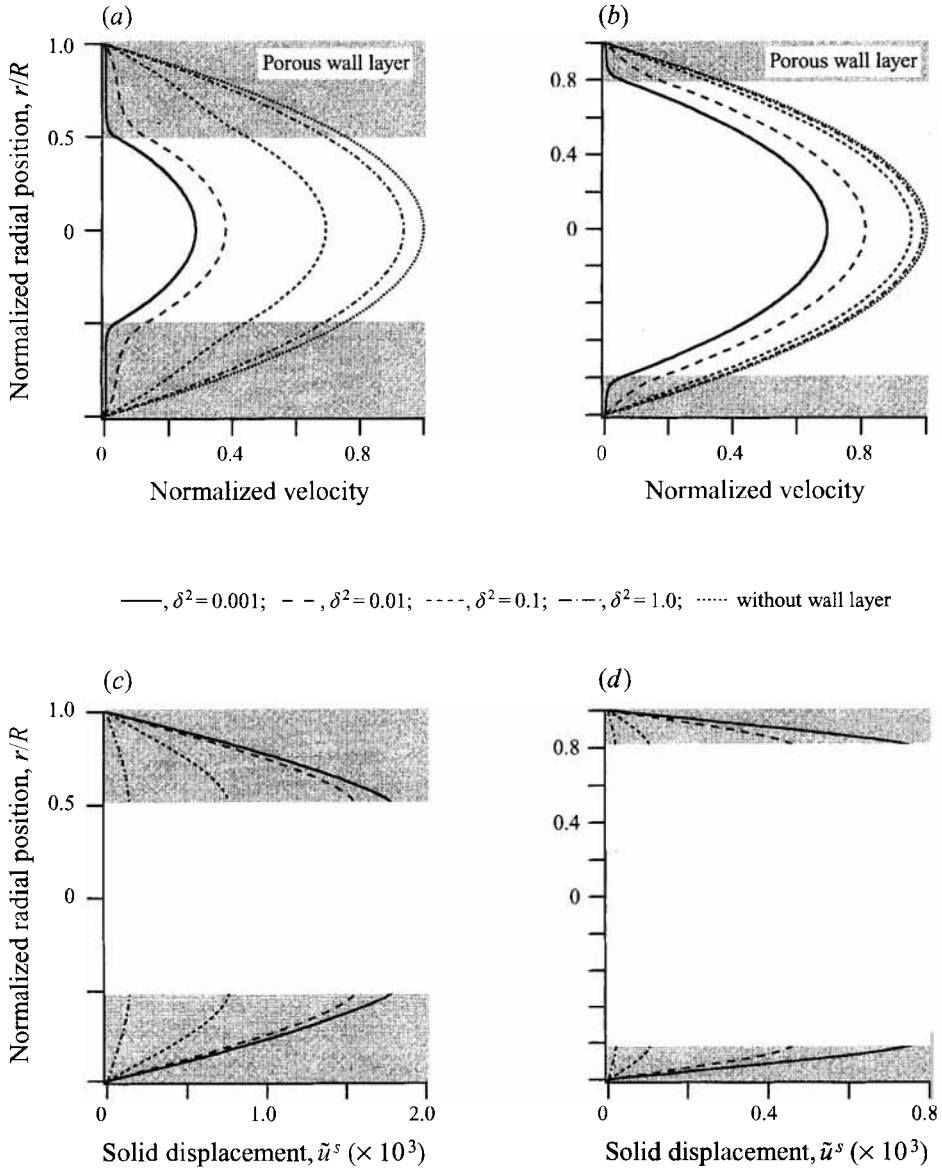 (a)
(b)
Normalized radial position, r/R
1.0
0.5
0
Porous wall layer
0
0.4
0.8
Normalized velocity
0.8
0.4
0
Porous wall layer
0
0.4
0.8
Normalized velocity
——, δ² = 0.001; – – –, δ² = 0.01; -----, δ² = 0.1; –·–·–, δ² = 1.0; ······ without wall layer
(c)
(d)
Normalized radial position, r/R
1.0
0.5
0
0
1.0
2.0
Solid displacement, ũˢ (× 10³)
0.8
0.4
0
0
0.4
0.8
Solid displacement, ũˢ (× 10³)